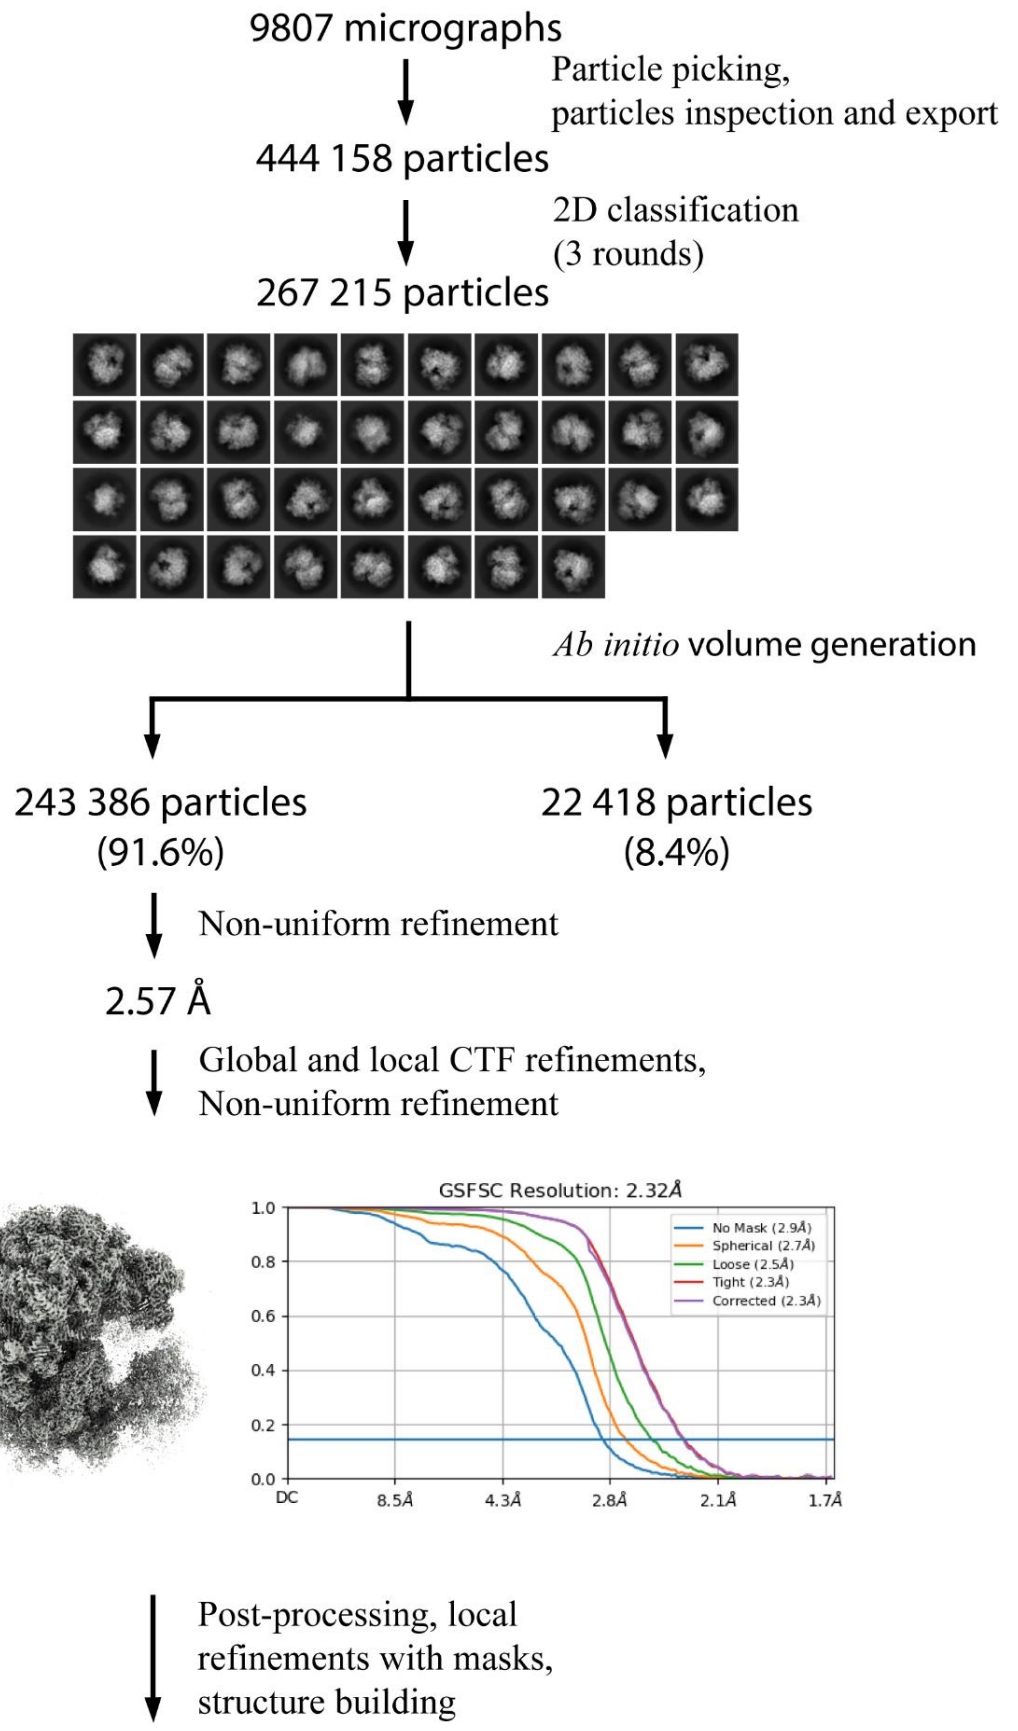 9807 micrographs
Particle picking,
particles inspection and export
444 158 particles
2D classification
(3 rounds)
267 215 particles
Ab initio volume generation
243 386 particles
(91.6%)
22 418 particles
(8.4%)
Non-uniform refinement
2.57 Å
Global and local CTF refinements,
Non-uniform refinement
GSFSC Resolution: 2.32Å
1.0
0.8
0.6
0.4
0.2
0.0
No Mask (2.9Å)
Spherical (2.7Å)
Loose (2.5Å)
Tight (2.3Å)
Corrected (2.3Å)
DC 8.5Å 4.3Å 2.8Å 2.1Å 1.7Å
Post-processing, local
refinements with masks,
structure building